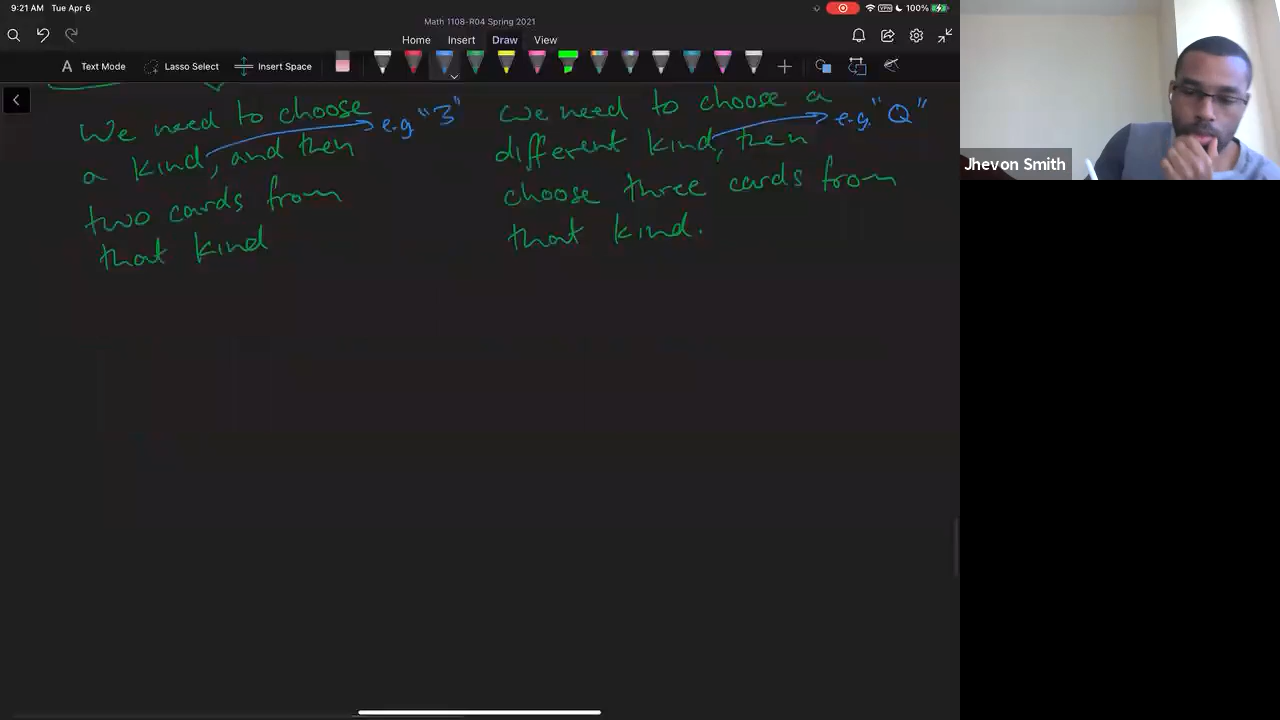 9:21 AM Tue Apr 6
100%
Math 1108-R04 Spring 2021
Home Insert Draw View
Text Mode Lasso Select Insert Space
We need to choose
a kind, and then e.g. "3"
two cards from
that kind
We need to choose a
different kind, then e.g. "Q"
choose three cards from
that kind.
Jhevon Smith